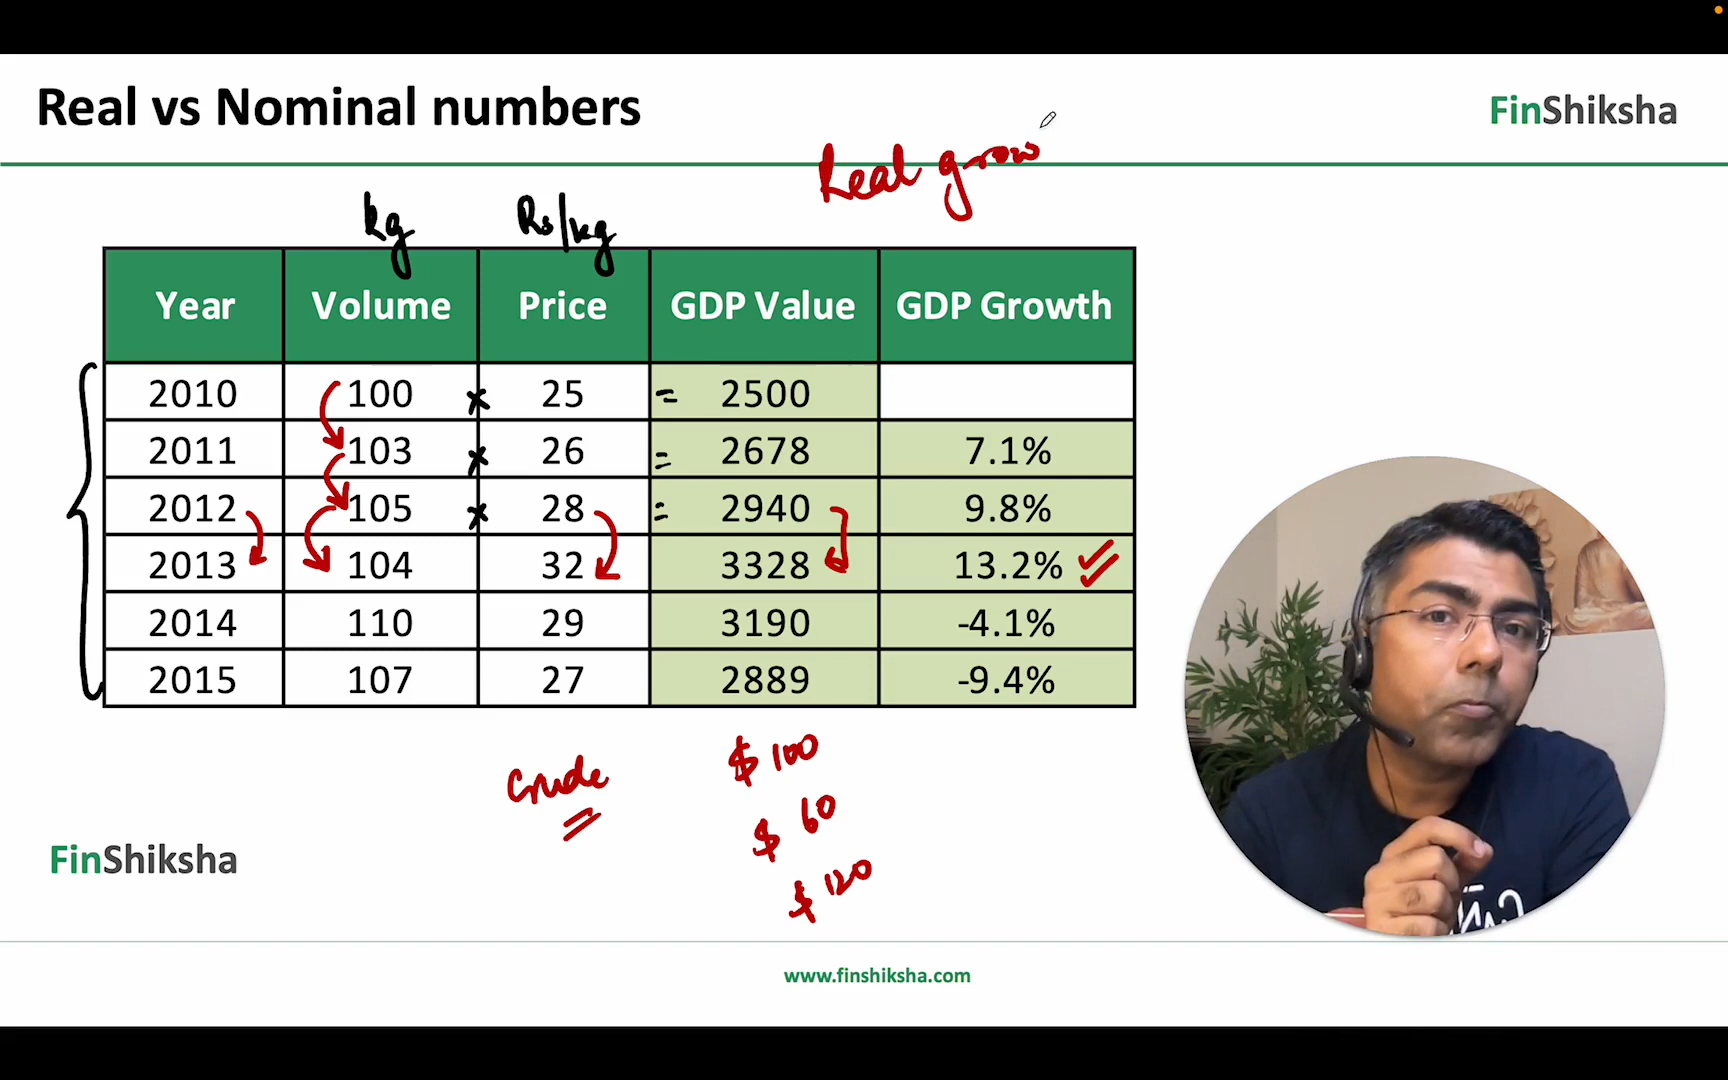 Real vs Nominal numbers
FinShiksha
Real grow
kg Rs/kg
Year Volume Price GDP Value GDP Growth
2010 100 × 25 = 2500
2011 103 × 26 = 2678 7.1%
2012 105 × 28 = 2940 9.8%
2013 104 32 3328 13.2%
2014 110 29 3190 -4.1%
2015 107 27 2889 -9.4%
Crude $100
$60
$120
FinShiksha
www.finshiksha.com